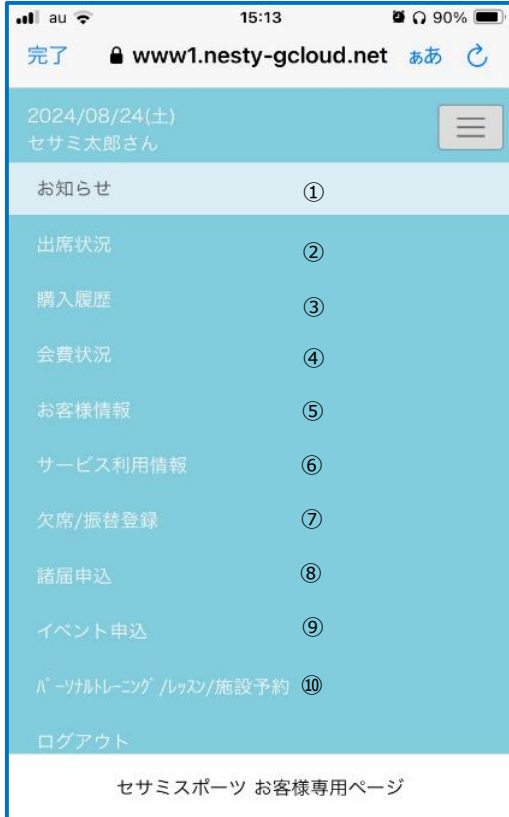 au 15:13 90%
完了 www1.nesty-gcloud.net ぁあ
2024/08/24(土)
セサミ太郎さん
お知らせ ①
出席状況 ②
購入履歴 ③
会費状況 ④
お客様情報 ⑤
サービス利用情報 ⑥
欠席/振替登録 ⑦
諸届申込 ⑧
イベント申込 ⑨
ﾊﾟｰｿﾅﾙﾄﾚｰﾆﾝｸﾞ/ﾚｯｽﾝ/施設予約 ⑩
ログアウト
セサミスポーツ お客様専用ページ